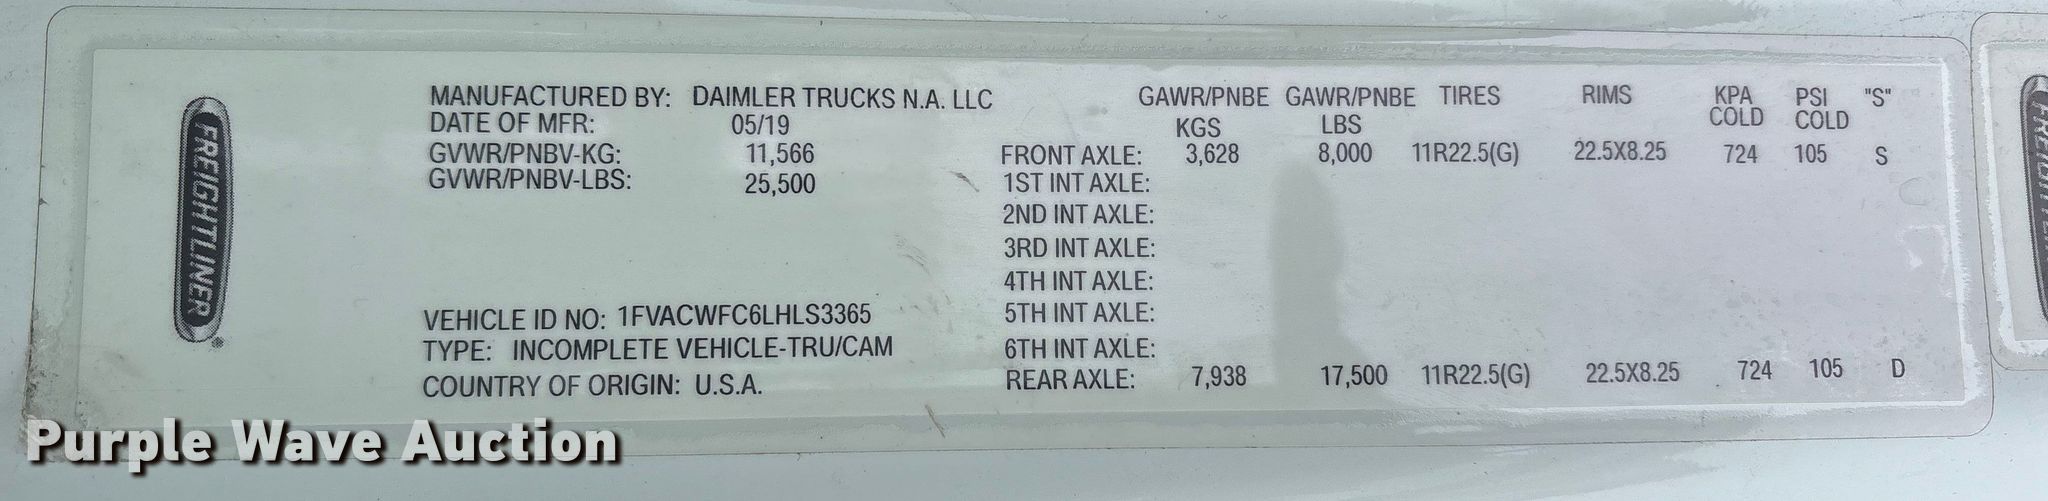 FREIGHTLINER
MANUFACTURED BY: DAIMLER TRUCKS N.A. LLC
DATE OF MFR: 05/19
GVWR/PNBV-KG: 11,566
GVWR/PNBV-LBS: 25,500
VEHICLE ID NO: 1FVACWFC6LHLS3365
TYPE: INCOMPLETE VEHICLE-TRU/CAM
COUNTRY OF ORIGIN: U.S.A.
GAWR/PNBE GAWR/PNBE TIRES RIMS KPA PSI "S"
KGS LBS COLD COLD
FRONT AXLE: 3,628 8,000 11R22.5(G) 22.5X8.25 724 105 S
1ST INT AXLE:
2ND INT AXLE:
3RD INT AXLE:
4TH INT AXLE:
5TH INT AXLE:
6TH INT AXLE:
REAR AXLE: 7,938 17,500 11R22.5(G) 22.5X8.25 724 105 D
Purple Wave Auction